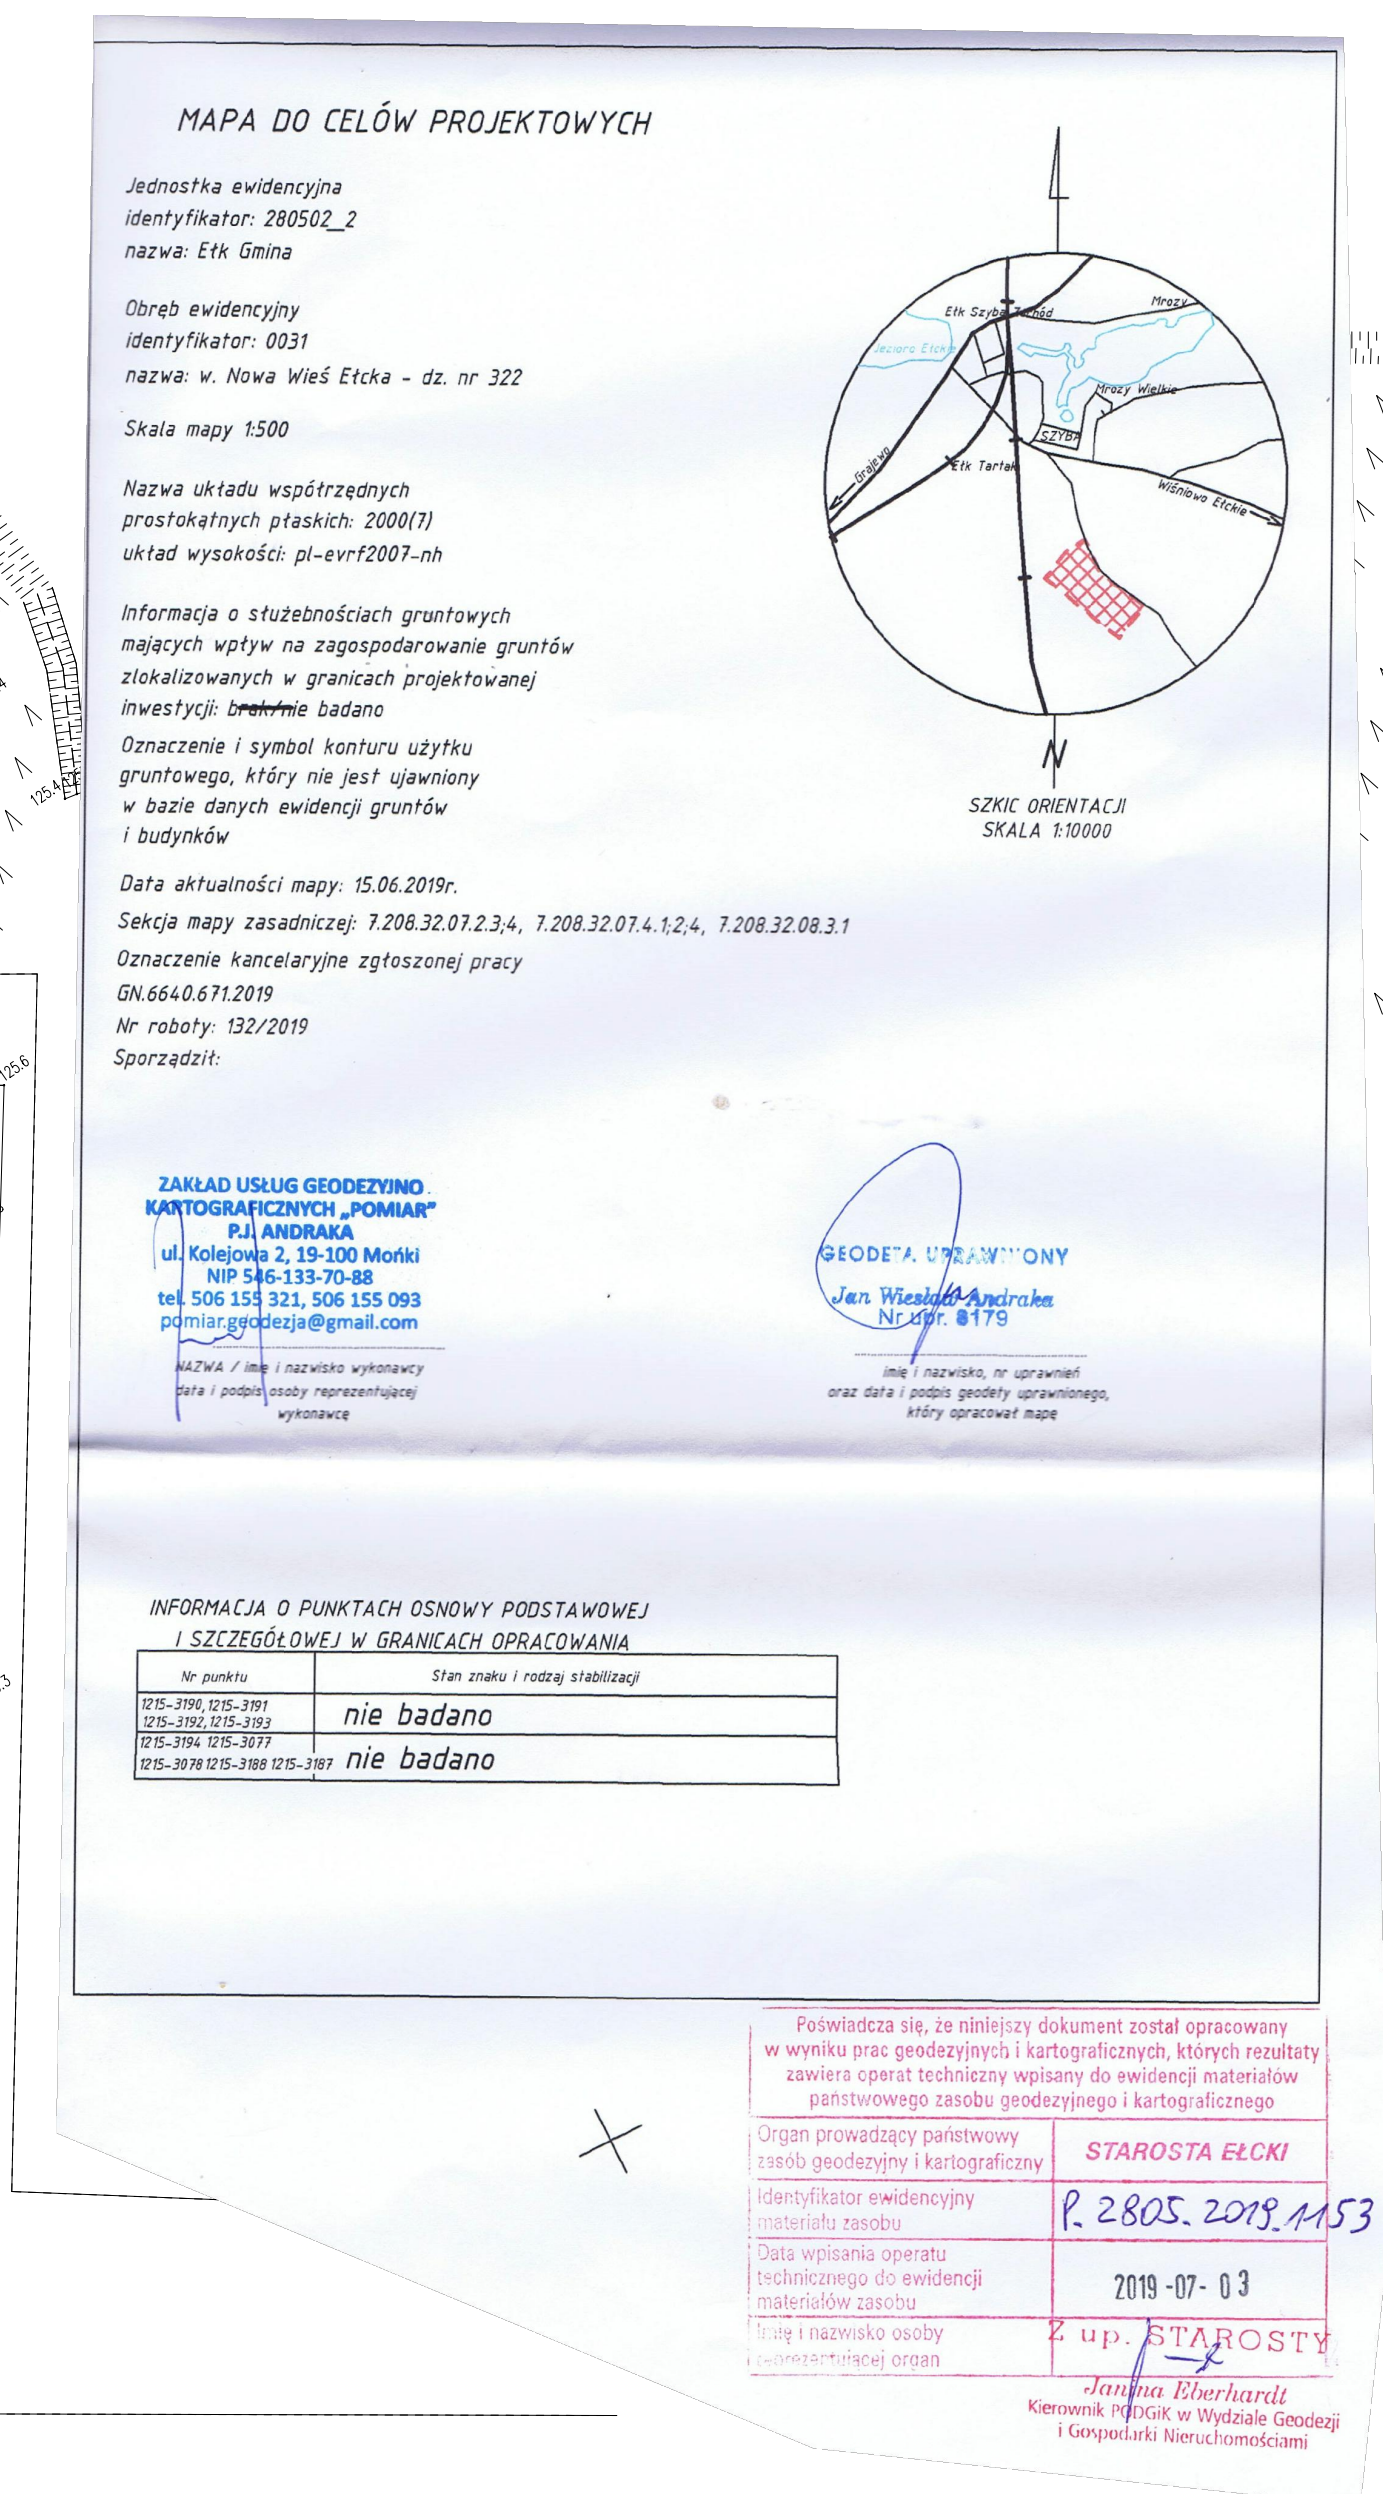 MAPA DO CELÓW PROJEKTOWYCH
Jednostka ewidencyjna
identyfikator: 280502_2
nazwa: Ełk Gmina
Obręb ewidencyjny
identyfikator: 0031
nazwa: w. Nowa Wieś Ełcka - dz. nr 322
Skala mapy 1:500
Nazwa układu współrzędnych
prostokątnych płaskich: 2000(7)
układ wysokości: pl-evrf2007-nh
Informacja o służebnościach gruntowych
mających wpływ na zagospodarowanie gruntów
zlokalizowanych w granicach projektowanej
inwestycji: brak/nie badano
Oznaczenie i symbol konturu użytku
gruntowego, który nie jest ujawniony
w bazie danych ewidencji gruntów
i budynków
Data aktualności mapy: 15.06.2019r.
Sekcja mapy zasadniczej: 7.208.32.07.2.3;4, 7.208.32.07.4.1;2;4, 7.208.32.08.3.1
Oznaczenie kancelaryjne zgłoszonej pracy
GN.6640.671.2019
Nr roboty: 132/2019
Sporządził:
Mrozy
Ełk Szyba Zachód
Jezioro Ełckie
Mrozy Wielkie
SZYBA
Grajewo
Ełk Tartak
Wiśniowo Ełckie
N
SZKIC ORIENTACJI
SKALA 1:10000
125.6
ZAKŁAD USŁUG GEODEZYJNO
KARTOGRAFICZNYCH „POMIAR”
P.J. ANDRAKA
ul. Kolejowa 2, 19-100 Mońki
NIP 546-133-70-88
tel. 506 155 321, 506 155 093
pomiar.geodezja@gmail.com
NAZWA / imię i nazwisko wykonawcy
data i podpis osoby reprezentującej
wykonawcę
GEODETA UPRAWNIONY
Jan Wiesław Andraka
Nr upr. 8179
imię i nazwisko, nr uprawnień
oraz data i podpis geodety uprawnionego,
który opracował mapę
INFORMACJA O PUNKTACH OSNOWY PODSTAWOWEJ
I SZCZEGÓŁOWEJ W GRANICACH OPRACOWANIA
Nr punktu Stan znaku i rodzaj stabilizacji
1215-3190, 1215-3191
1215-3192, 1215-3193
nie badano
1215-3194 1215-3077
1215-3078 1215-3188 1215-3187
nie badano
Poświadcza się, że niniejszy dokument został opracowany
w wyniku prac geodezyjnych i kartograficznych, których rezultaty
zawiera operat techniczny wpisany do ewidencji materiałów
państwowego zasobu geodezyjnego i kartograficznego
Organ prowadzący państwowy
zasób geodezyjny i kartograficzny
STAROSTA EŁCKI
Identyfikator ewidencyjny
materiału zasobu
P. 2805. 2019. 1153
Data wpisania operatu
technicznego do ewidencji
materiałów zasobu
2019 -07- 03
Imię i nazwisko osoby
reprezentującej organ
Z up. STAROSTY
Janina Eberhardt
Kierownik PODGiK w Wydziale Geodezji
i Gospodarki Nieruchomościami